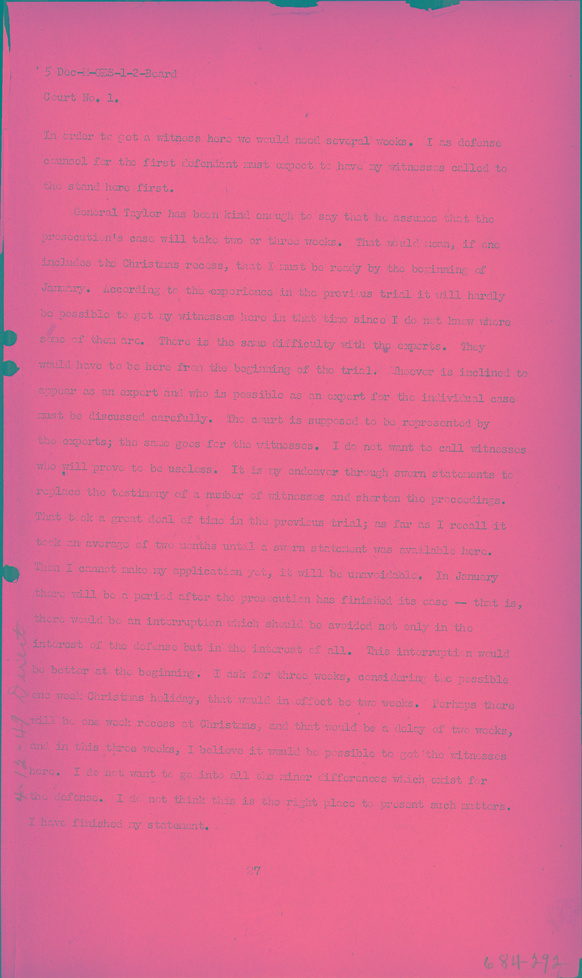 5 Dec-M-GES-1-2-Beard
Court No. 1.
In order to get a witness here we would need several weeks. I as defense
counsel for the first defendant must expect to have my witnesses called to
the stand here first.
General Taylor has been kind enough to say that he assumes that the
prosecution's case will take two or three weeks. That would mean, if one
includes the Christmas recess, that I must be ready by the beginning of
January. According to the experience in the previous trial it will hardly
be possible to get my witnesses here in that time since I do not know where
some of them are. There is the same difficulty with the experts. They
would have to be here from the beginning of the trial. Whoever is inclined to
appear as an expert and who is possible as an expert for the individual case
must be discussed carefully. The court is supposed to be represented by
the experts; the same goes for the witnesses. I do not want to call witnesses
who will prove to be useless. It is my endeavor through sworn statements to
replace the testimony of a number of witnesses and shorten the proceedings.
That took a great deal of time in the previous trial; as far as I recall it
took an average of two months until a sworn statement was available here.
Then I cannot make my application yet, it will be unavoidable. In January
there will be a period after the prosecution has finished its case -- that is,
there would be an interruption which should be avoided not only in the
interest of the defense but in the interest of all. This interruption would
be better at the beginning. I ask for three weeks, considering the possible
one week Christmas holiday, that would in effect be two weeks. Perhaps there
will be one week recess at Christmas, and that would be a delay of two weeks,
and in this three weeks, I believe it would be possible to get the witnesses
here. I do not want to go into all the minor differences which exist for
the defense. I do not think this is the right place to present such matters.
I have finished my statement.
27